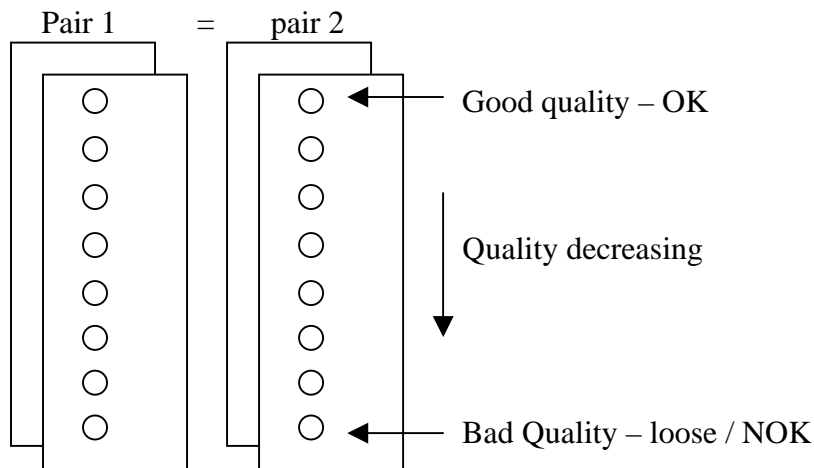 Pair 1 = pair 2
Good quality – OK
Quality decreasing
Bad Quality – loose / NOK